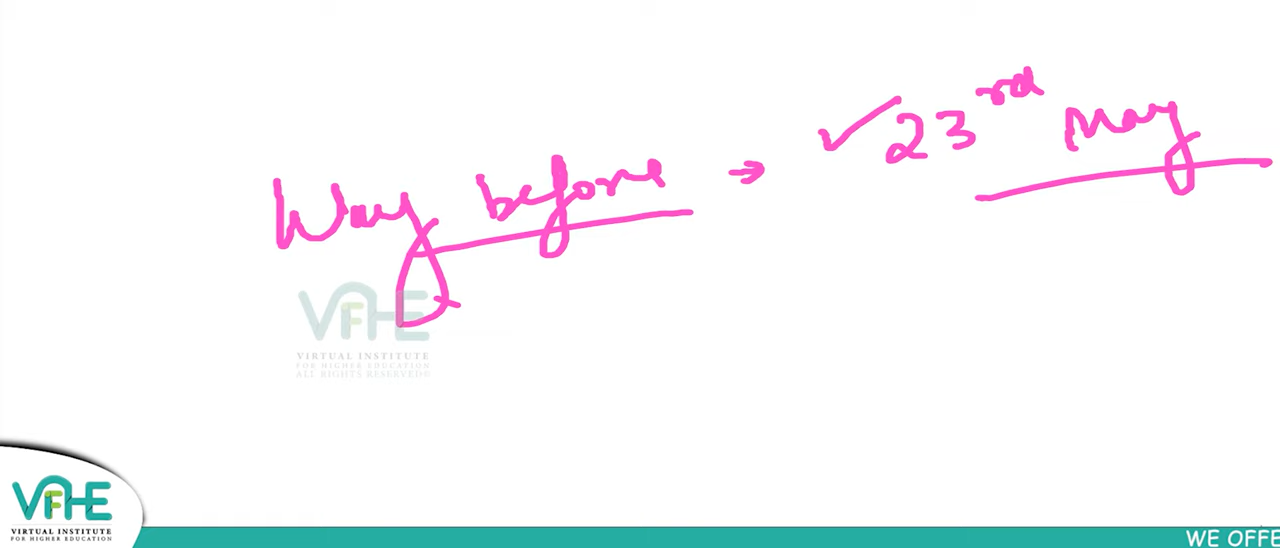 Way before → ✓ 23rd May
VFHE
VIRTUAL INSTITUTE
FOR HIGHER EDUCATION
ALL RIGHTS RESERVED®
VFHE
VIRTUAL INSTITUTE
FOR HIGHER EDUCATION
WE OFFE